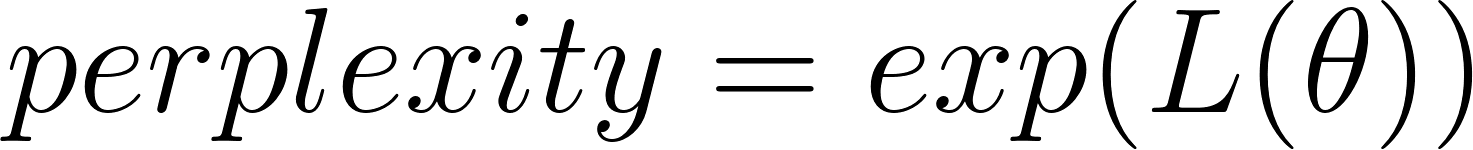 perplexity = exp(L(θ))